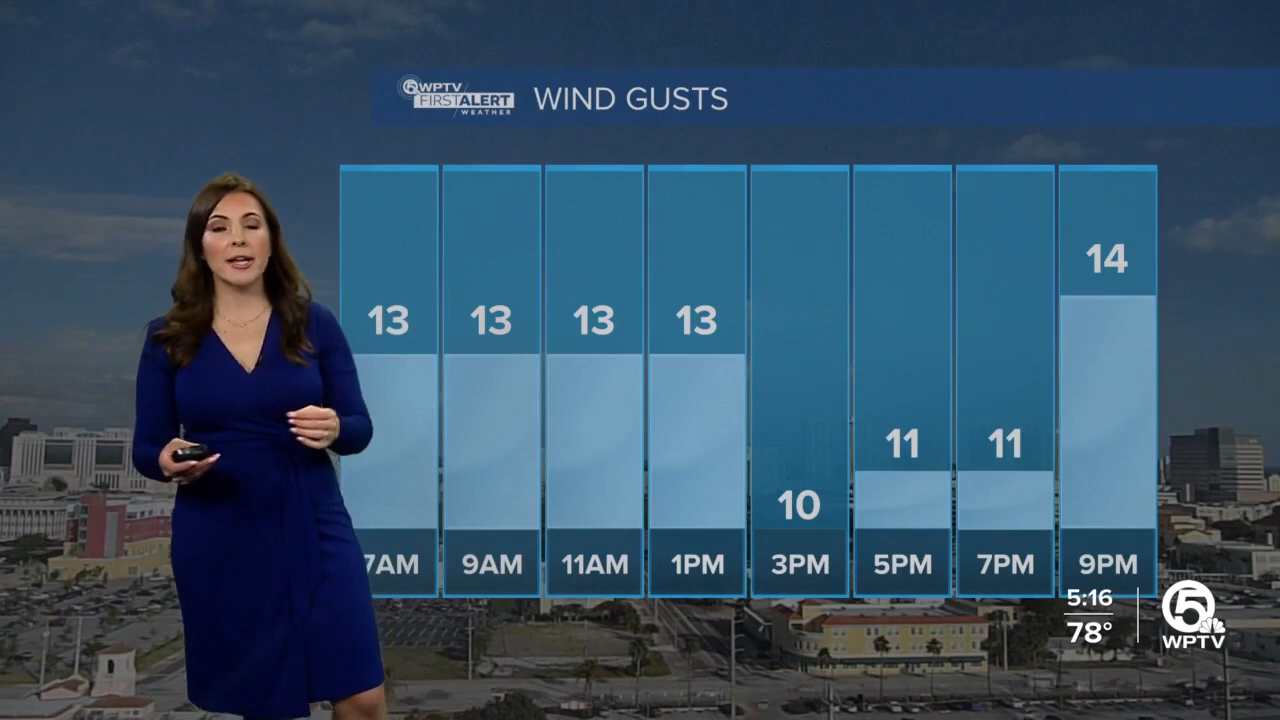 5 WPTV
FIRST ALERT
WEATHER
WIND GUSTS
13 13 13 13 10 11 11 14
7AM 9AM 11AM 1PM 3PM 5PM 7PM 9PM
5:16
78°
5
WPTV